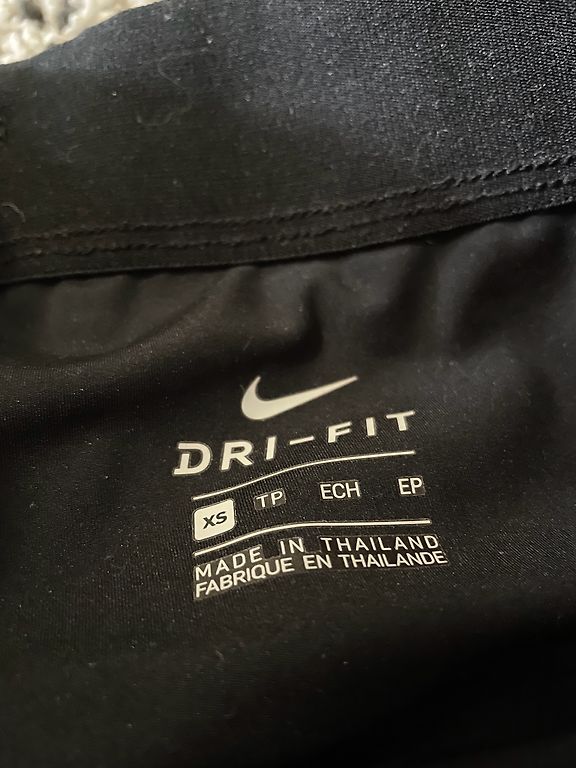 DRI-FIT
XS TP ECH EP
MADE IN THAILAND
FABRIQUE EN THAILANDE